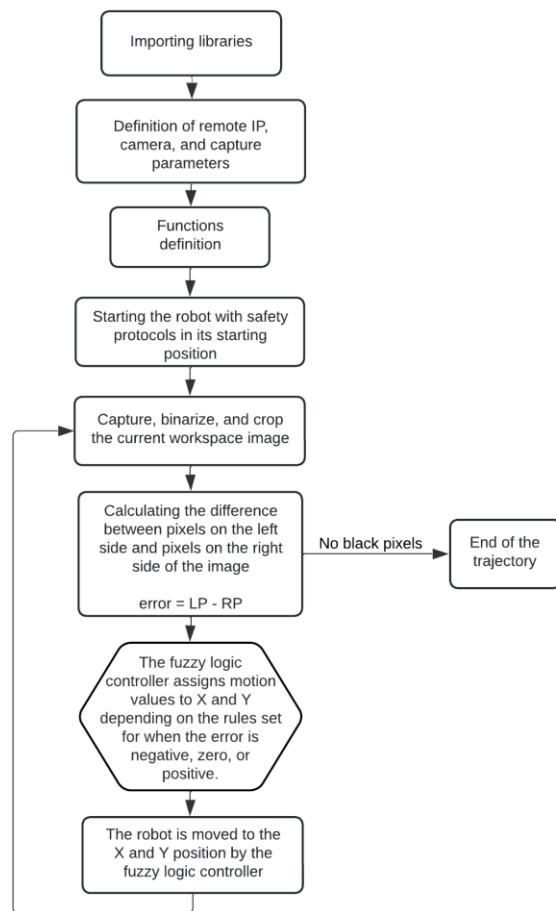 Importing libraries
Definition of remote IP,
camera, and capture
parameters
Functions
definition
Starting the robot with safety
protocols in its starting
position
Capture, binarize, and crop
the current workspace image
Calculating the difference
between pixels on the left
side and pixels on the right
side of the image
error = LP - RP
No black pixels
End of the
trajectory
The fuzzy logic
controller assigns motion
values to X and Y
depending on the rules set
for when the error is
negative, zero, or
positive.
The robot is moved to the
X and Y position by the
fuzzy logic controller